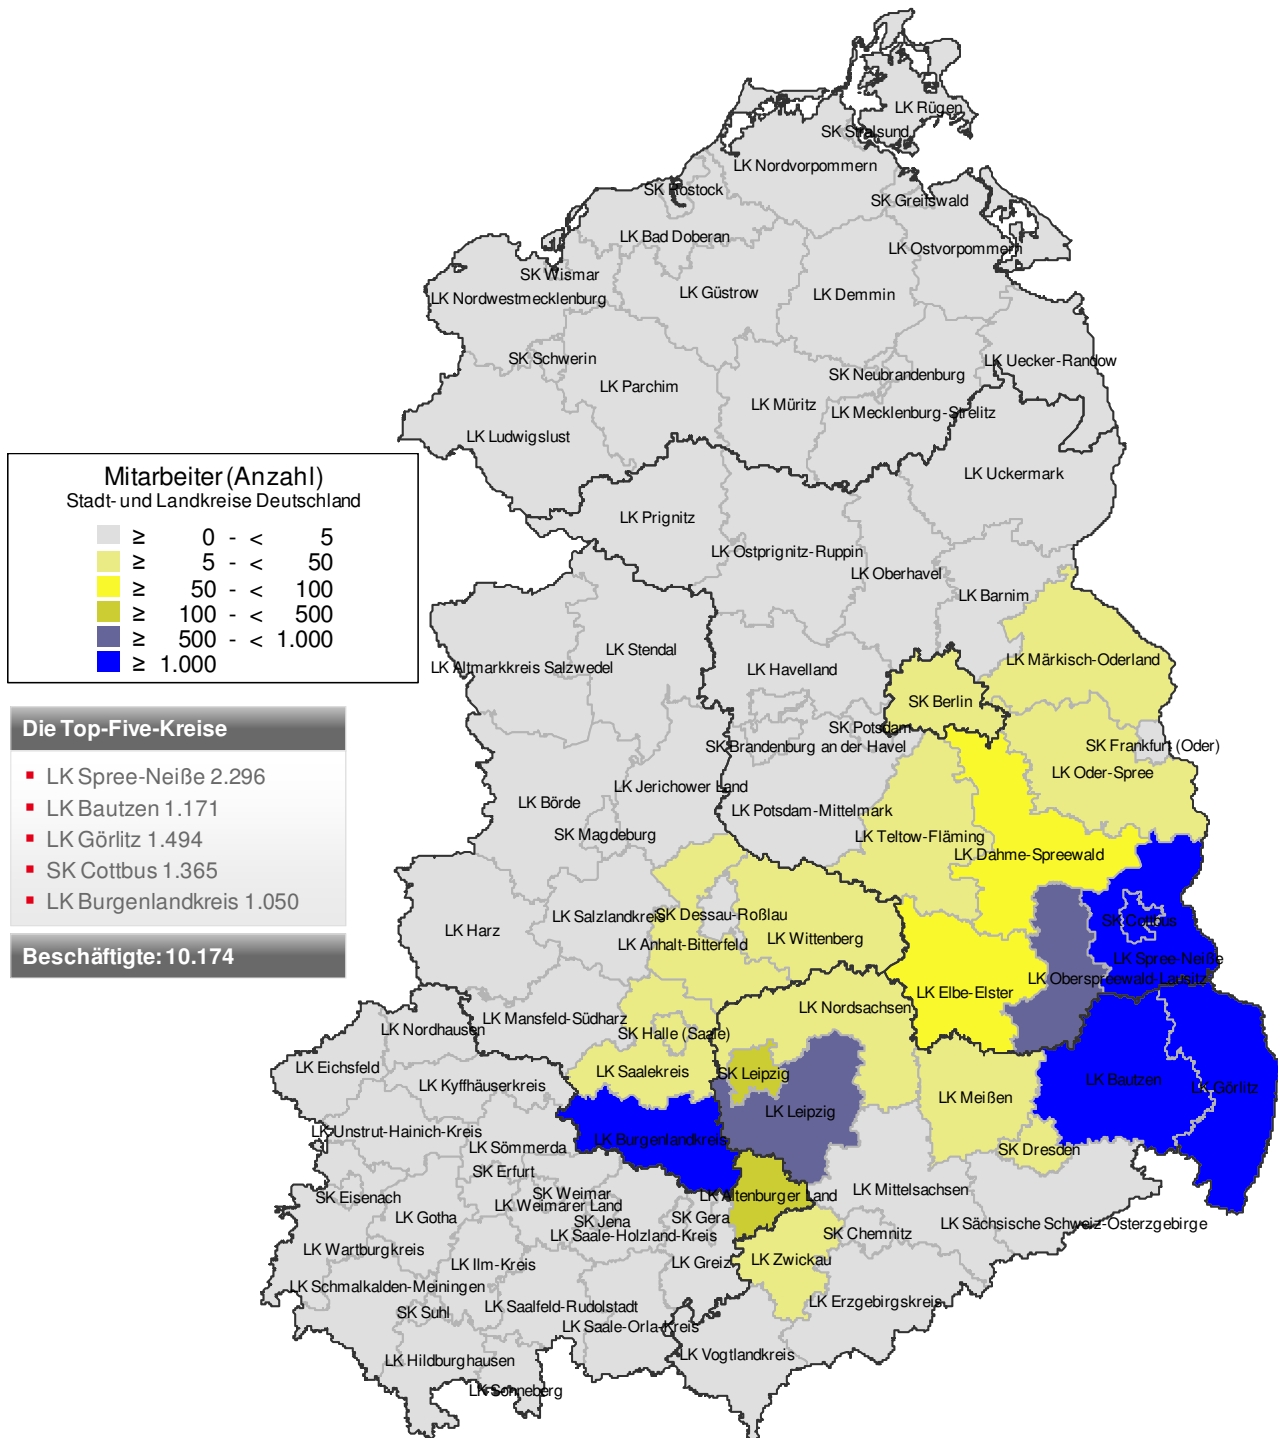 LK Rügen
SK Stralsund
LK Nordvorpommern
SK Rostock
SK Greifswald
LK Bad Doberan
LK Ostvorpommern
SK Wismar
LK Nordwestmecklenburg
LK Güstrow
LK Demmin
SK Schwerin
LK Uecker-Randow
LK Parchim
SK Neubrandenburg
LK Müritz
LK Mecklenburg-Strelitz
LK Ludwigslust
Mitarbeiter (Anzahl)
Stadt- und Landkreise Deutschland
≥ 0 - < 5
≥ 5 - < 50
≥ 50 - < 100
≥ 100 - < 500
≥ 500 - < 1.000
≥ 1.000
LK Uckermark
LK Prignitz
LK Ostprignitz-Ruppin
LK Oberhavel
LK Barnim
LK Stendal
LK Altmarkkreis Salzwedel
LK Havelland
LK Märkisch-Oderland
SK Berlin
Die Top-Five-Kreise
LK Spree-Neiße 2.296
LK Bautzen 1.171
LK Görlitz 1.494
SK Cottbus 1.365
LK Burgenlandkreis 1.050
Beschäftigte: 10.174
SK Potsdam
SK Brandenburg an der Havel
SK Frankfurt (Oder)
LK Oder-Spree
LK Jerichower Land
LK Börde
LK Potsdam-Mittelmark
SK Magdeburg
LK Teltow-Fläming
LK Dahme-Spreewald
LK Salzlandkreis
SK Dessau-Roßlau
SK Cottbus
LK Harz
LK Anhalt-Bitterfeld
LK Wittenberg
LK Spree-Neiße
LK Oberspreewald-Lausitz
LK Elbe-Elster
LK Nordsachsen
LK Mansfeld-Südharz
LK Nordhausen
SK Halle (Saale)
LK Eichsfeld
LK Saalekreis
SK Leipzig
LK Kyffhäuserkreis
LK Bautzen
LK Görlitz
LK Meißen
LK Leipzig
LK Unstrut-Hainich-Kreis
LK Burgenlandkreis
LK Sömmerda
SK Dresden
SK Erfurt
SK Eisenach
SK Weimar
LK Altenburger Land
LK Mittelsachsen
LK Weimarer Land
LK Gotha
SK Jena
SK Gera
LK Sächsische Schweiz-Osterzgebirge
LK Saale-Holzland-Kreis
SK Chemnitz
LK Wartburgkreis
LK Ilm-Kreis
LK Greiz
LK Zwickau
LK Schmalkalden-Meiningen
SK Suhl
LK Saalfeld-Rudolstadt
LK Erzgebirgskreis
LK Saale-Orla-Kreis
LK Vogtlandkreis
LK Hildburghausen
LK Sonneberg